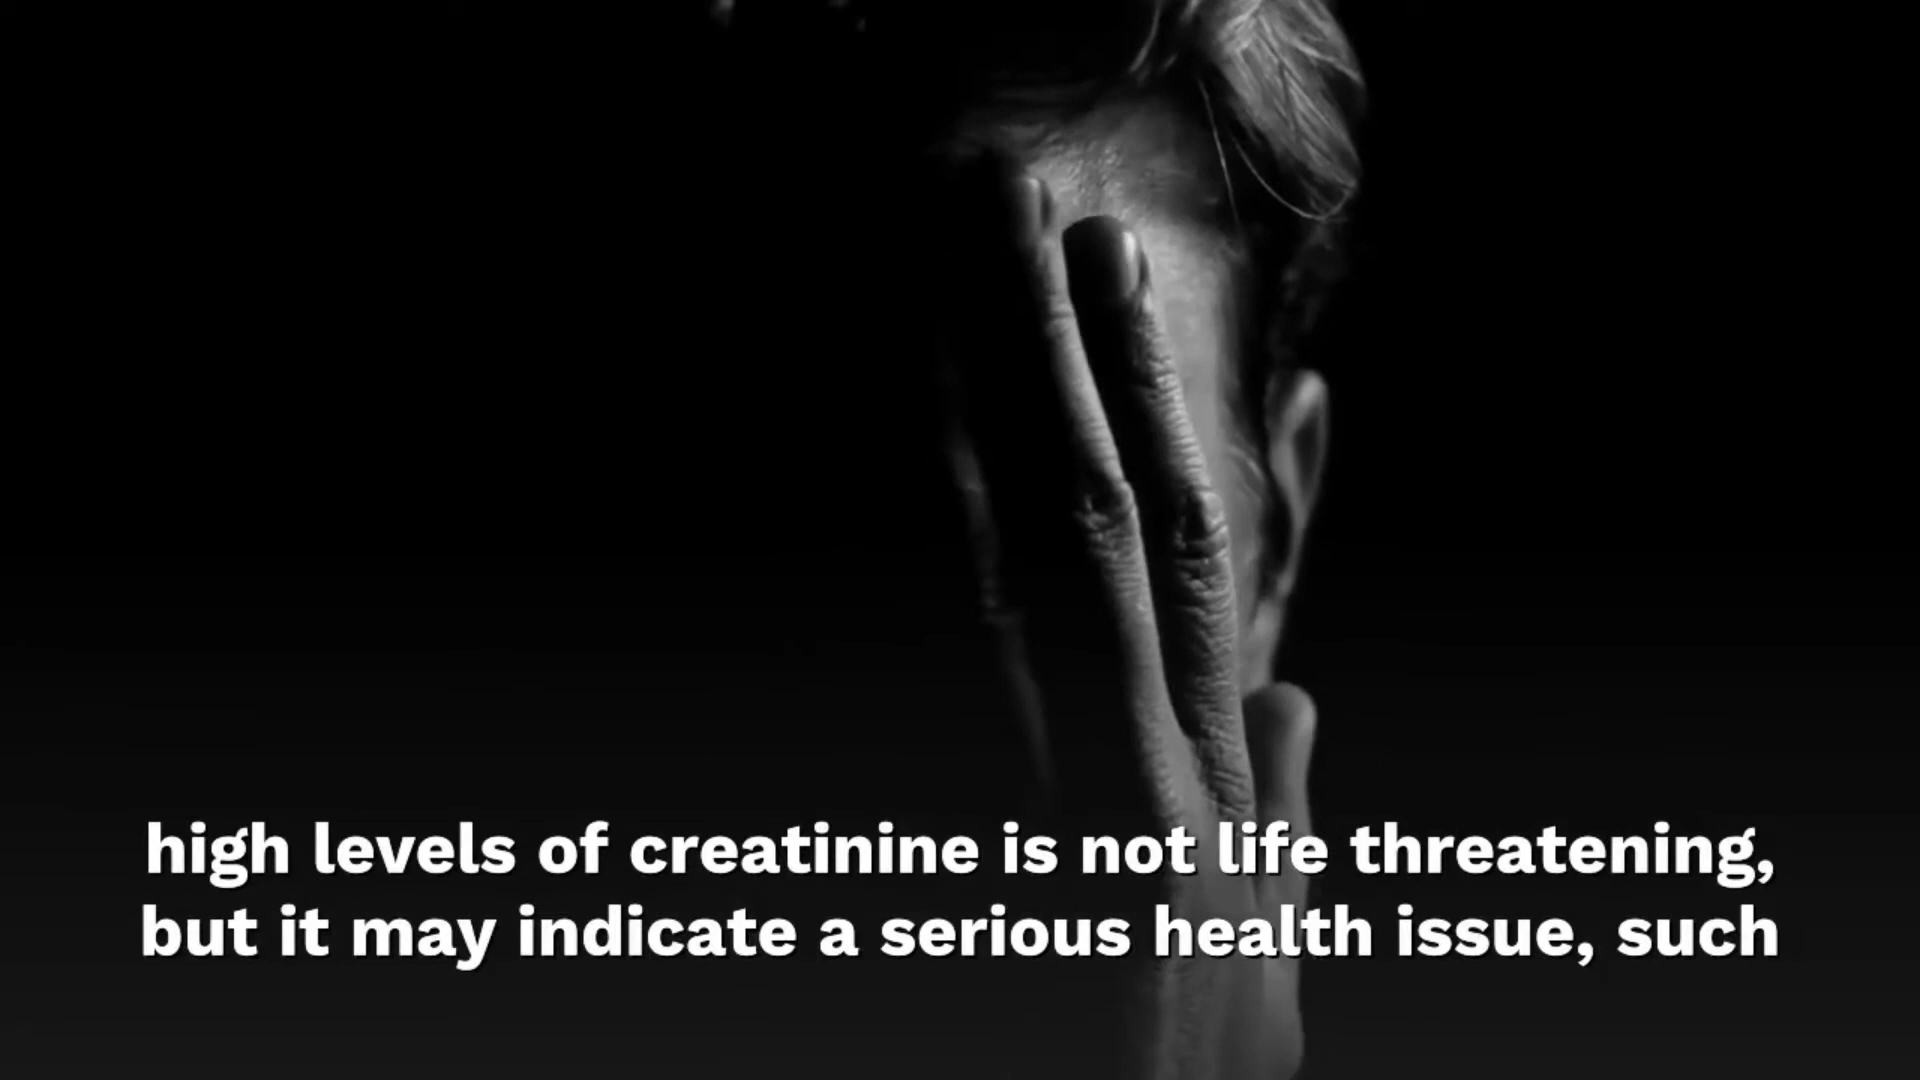 high levels of creatinine is not life threatening,
but it may indicate a serious health issue, such